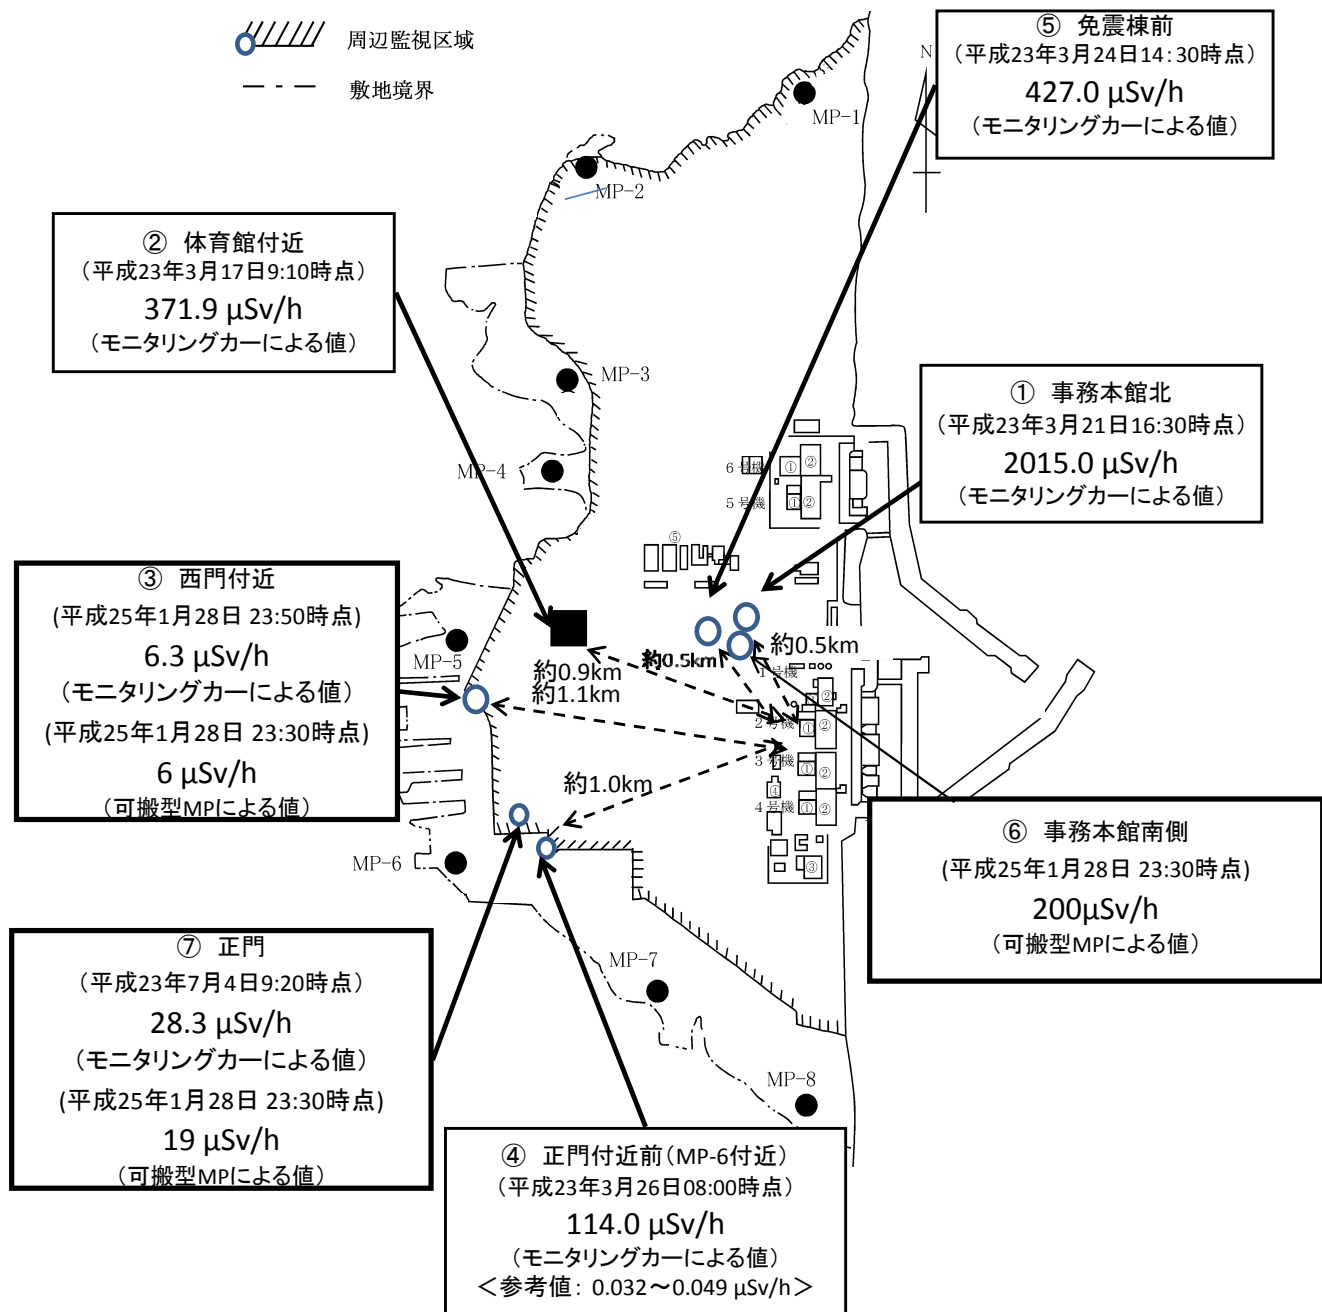 周辺監視区域
敷地境界
⑤ 免震棟前
（平成23年3月24日14:30時点）
427.0 µSv/h
（モニタリングカーによる値）
N
MP-1
MP-2
② 体育館付近
（平成23年3月17日9:10時点）
371.9 µSv/h
（モニタリングカーによる値）
MP-3
① 事務本館北
（平成23年3月21日16:30時点）
2015.0 µSv/h
（モニタリングカーによる値）
MP-4
6号機
① ②
5号機
① ②
⑤
③ 西門付近
(平成25年1月28日 23:50時点)
6.3 µSv/h
（モニタリングカーによる値）
(平成25年1月28日 23:30時点)
6 µSv/h
（可搬型MPによる値）
MP-5
約0.9km
約1.1km
約0.5km
約0.5km
1号機
②
2号機
① ②
3号機
① ②
約1.0km
④
4号機
① ②
③
⑥ 事務本館南側
(平成25年1月28日 23:30時点)
200µSv/h
（可搬型MPによる値）
MP-6
⑦ 正門
（平成23年7月4日9:20時点）
28.3 µSv/h
（モニタリングカーによる値）
(平成25年1月28日 23:30時点)
19 µSv/h
（可搬型MPによる値）
MP-7
MP-8
④ 正門付近前（MP-6付近）
（平成23年3月26日08:00時点）
114.0 µSv/h
（モニタリングカーによる値）
＜参考値： 0.032～0.049 µSv/h＞